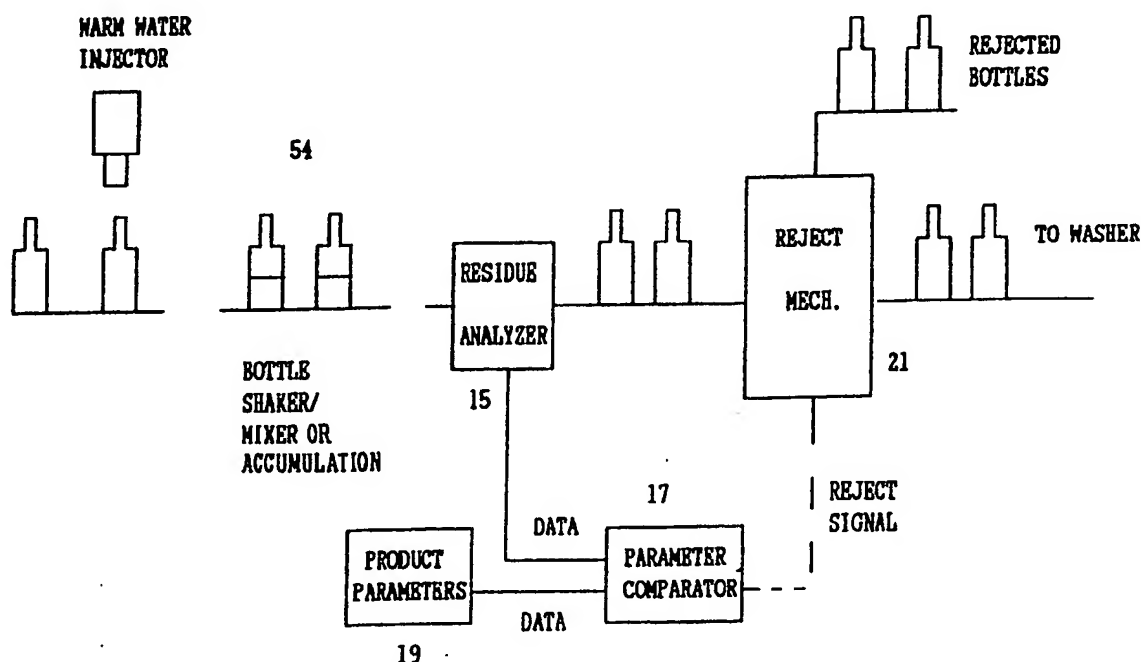 WARM WATER
INJECTOR
REJECTED
BOTTLES
54
REJECT
MECH.
TO WASHER
RESIDUE
ANALYZER
21
BOTTLE
SHAKER/
MIXER OR
ACCUMULATION
15
17
REJECT
SIGNAL
DATA
PRODUCT
PARAMETERS
PARAMETER
COMPARATOR
DATA
19